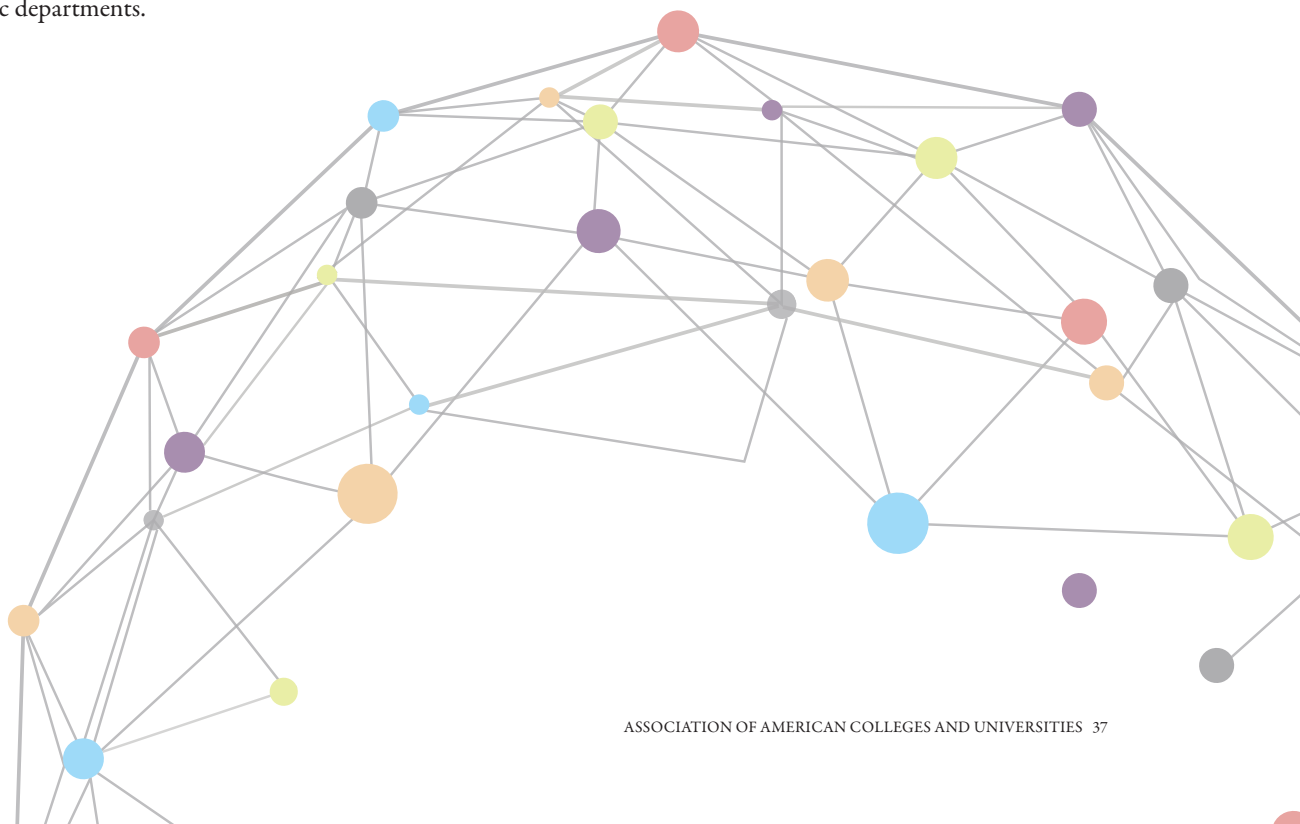 c departments.
ASSOCIATION OF AMERICAN COLLEGES AND UNIVERSITIES 37